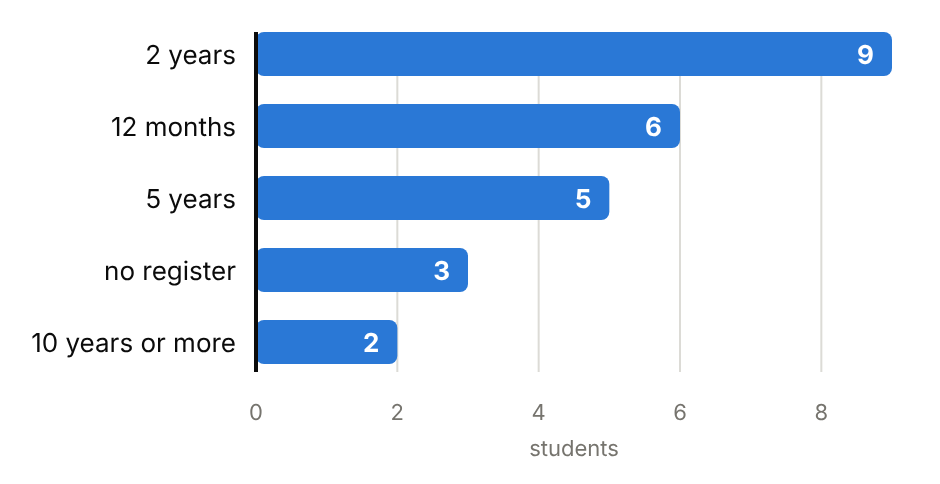 2 years 9
12 months 6
5 years 5
no register 3
10 years or more 2
0 2 4 6 8
students